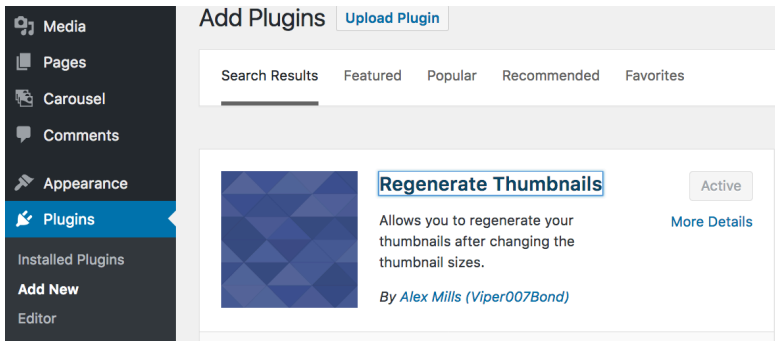 Media
Pages
Carousel
Comments
Appearance
Plugins
Installed Plugins
Add New
Editor
Add Plugins Upload Plugin
Search Results Featured Popular Recommended Favorites
Regenerate Thumbnails
Active
More Details
Allows you to regenerate your
thumbnails after changing the
thumbnail sizes.
By Alex Mills (Viper007Bond)